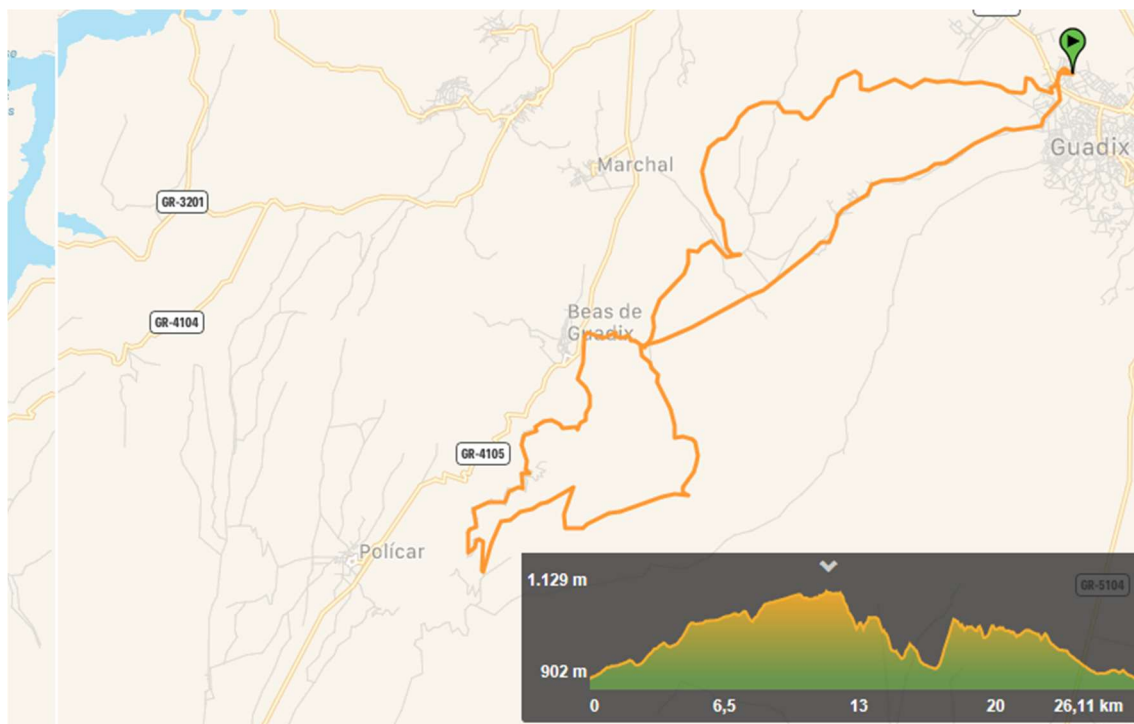 Guadix
Marchal
GR-3201
Beas de
Guadix
GR-4104
GR-4105
Polícar
1.129 m
GR-5104
902 m
0 6,5 13 20 26,11 km